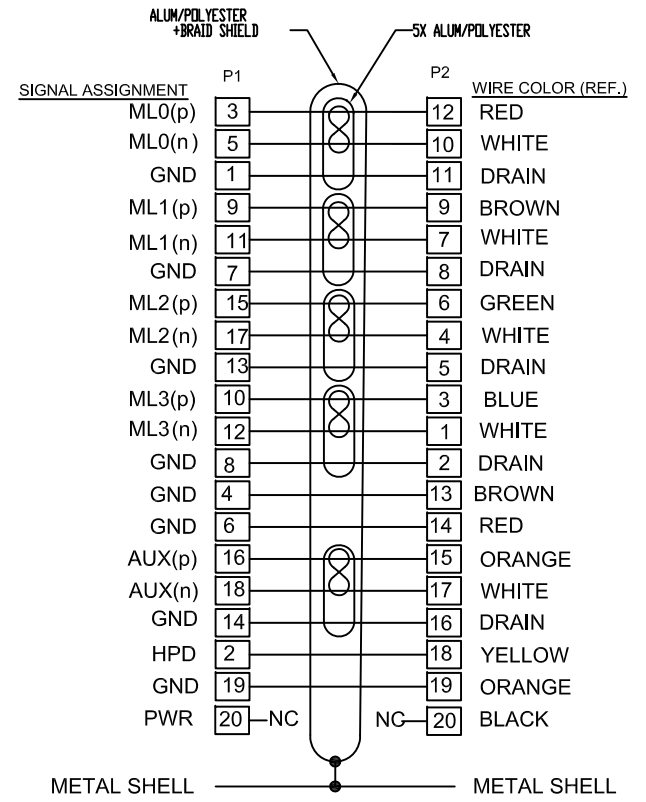 ALUM/POLYESTER
+BRAID SHIELD
5X ALUM/POLYESTER
P1 P2
SIGNAL ASSIGNMENT WIRE COLOR (REF.)
ML0(p) 3 12 RED
ML0(n) 5 10 WHITE
GND 1 11 DRAIN
ML1(p) 9 9 BROWN
ML1(n) 11 7 WHITE
GND 7 8 DRAIN
ML2(p) 15 6 GREEN
ML2(n) 17 4 WHITE
GND 13 5 DRAIN
ML3(p) 10 3 BLUE
ML3(n) 12 1 WHITE
GND 8 2 DRAIN
GND 4 13 BROWN
GND 6 14 RED
AUX(p) 16 15 ORANGE
AUX(n) 18 17 WHITE
GND 14 16 DRAIN
HPD 2 18 YELLOW
GND 19 19 ORANGE
PWR 20 NC NC 20 BLACK
METAL SHELL METAL SHELL